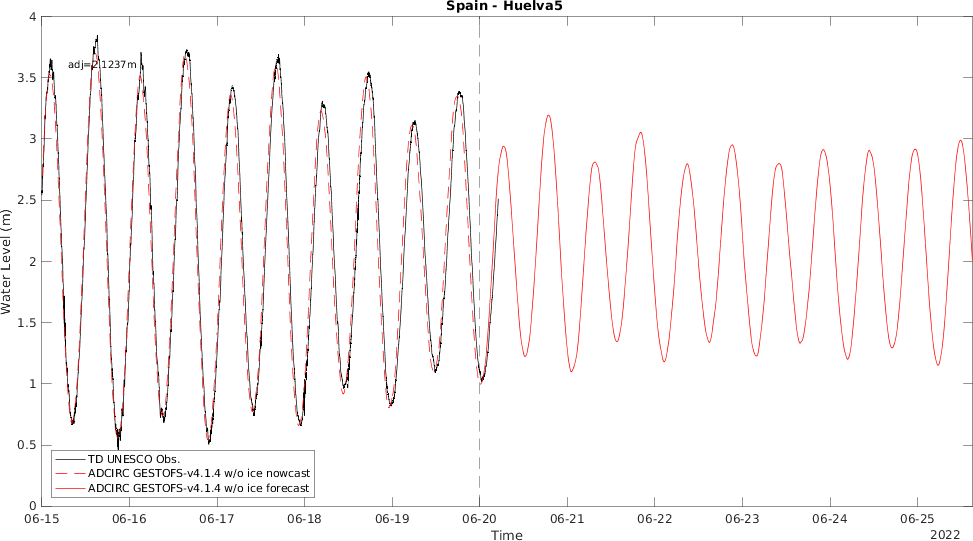 Spain - Huelva5
4
3.5
3
2.5
2
1.5
1
0.5
0
Water Level (m)
adj=2.1237m
TD UNESCO Obs.
ADCIRC GESTOFS-v4.1.4 w/o ice nowcast
ADCIRC GESTOFS-v4.1.4 w/o ice forecast
06-15 06-16 06-17 06-18 06-19 06-20 06-21 06-22 06-23 06-24 06-25
Time
2022